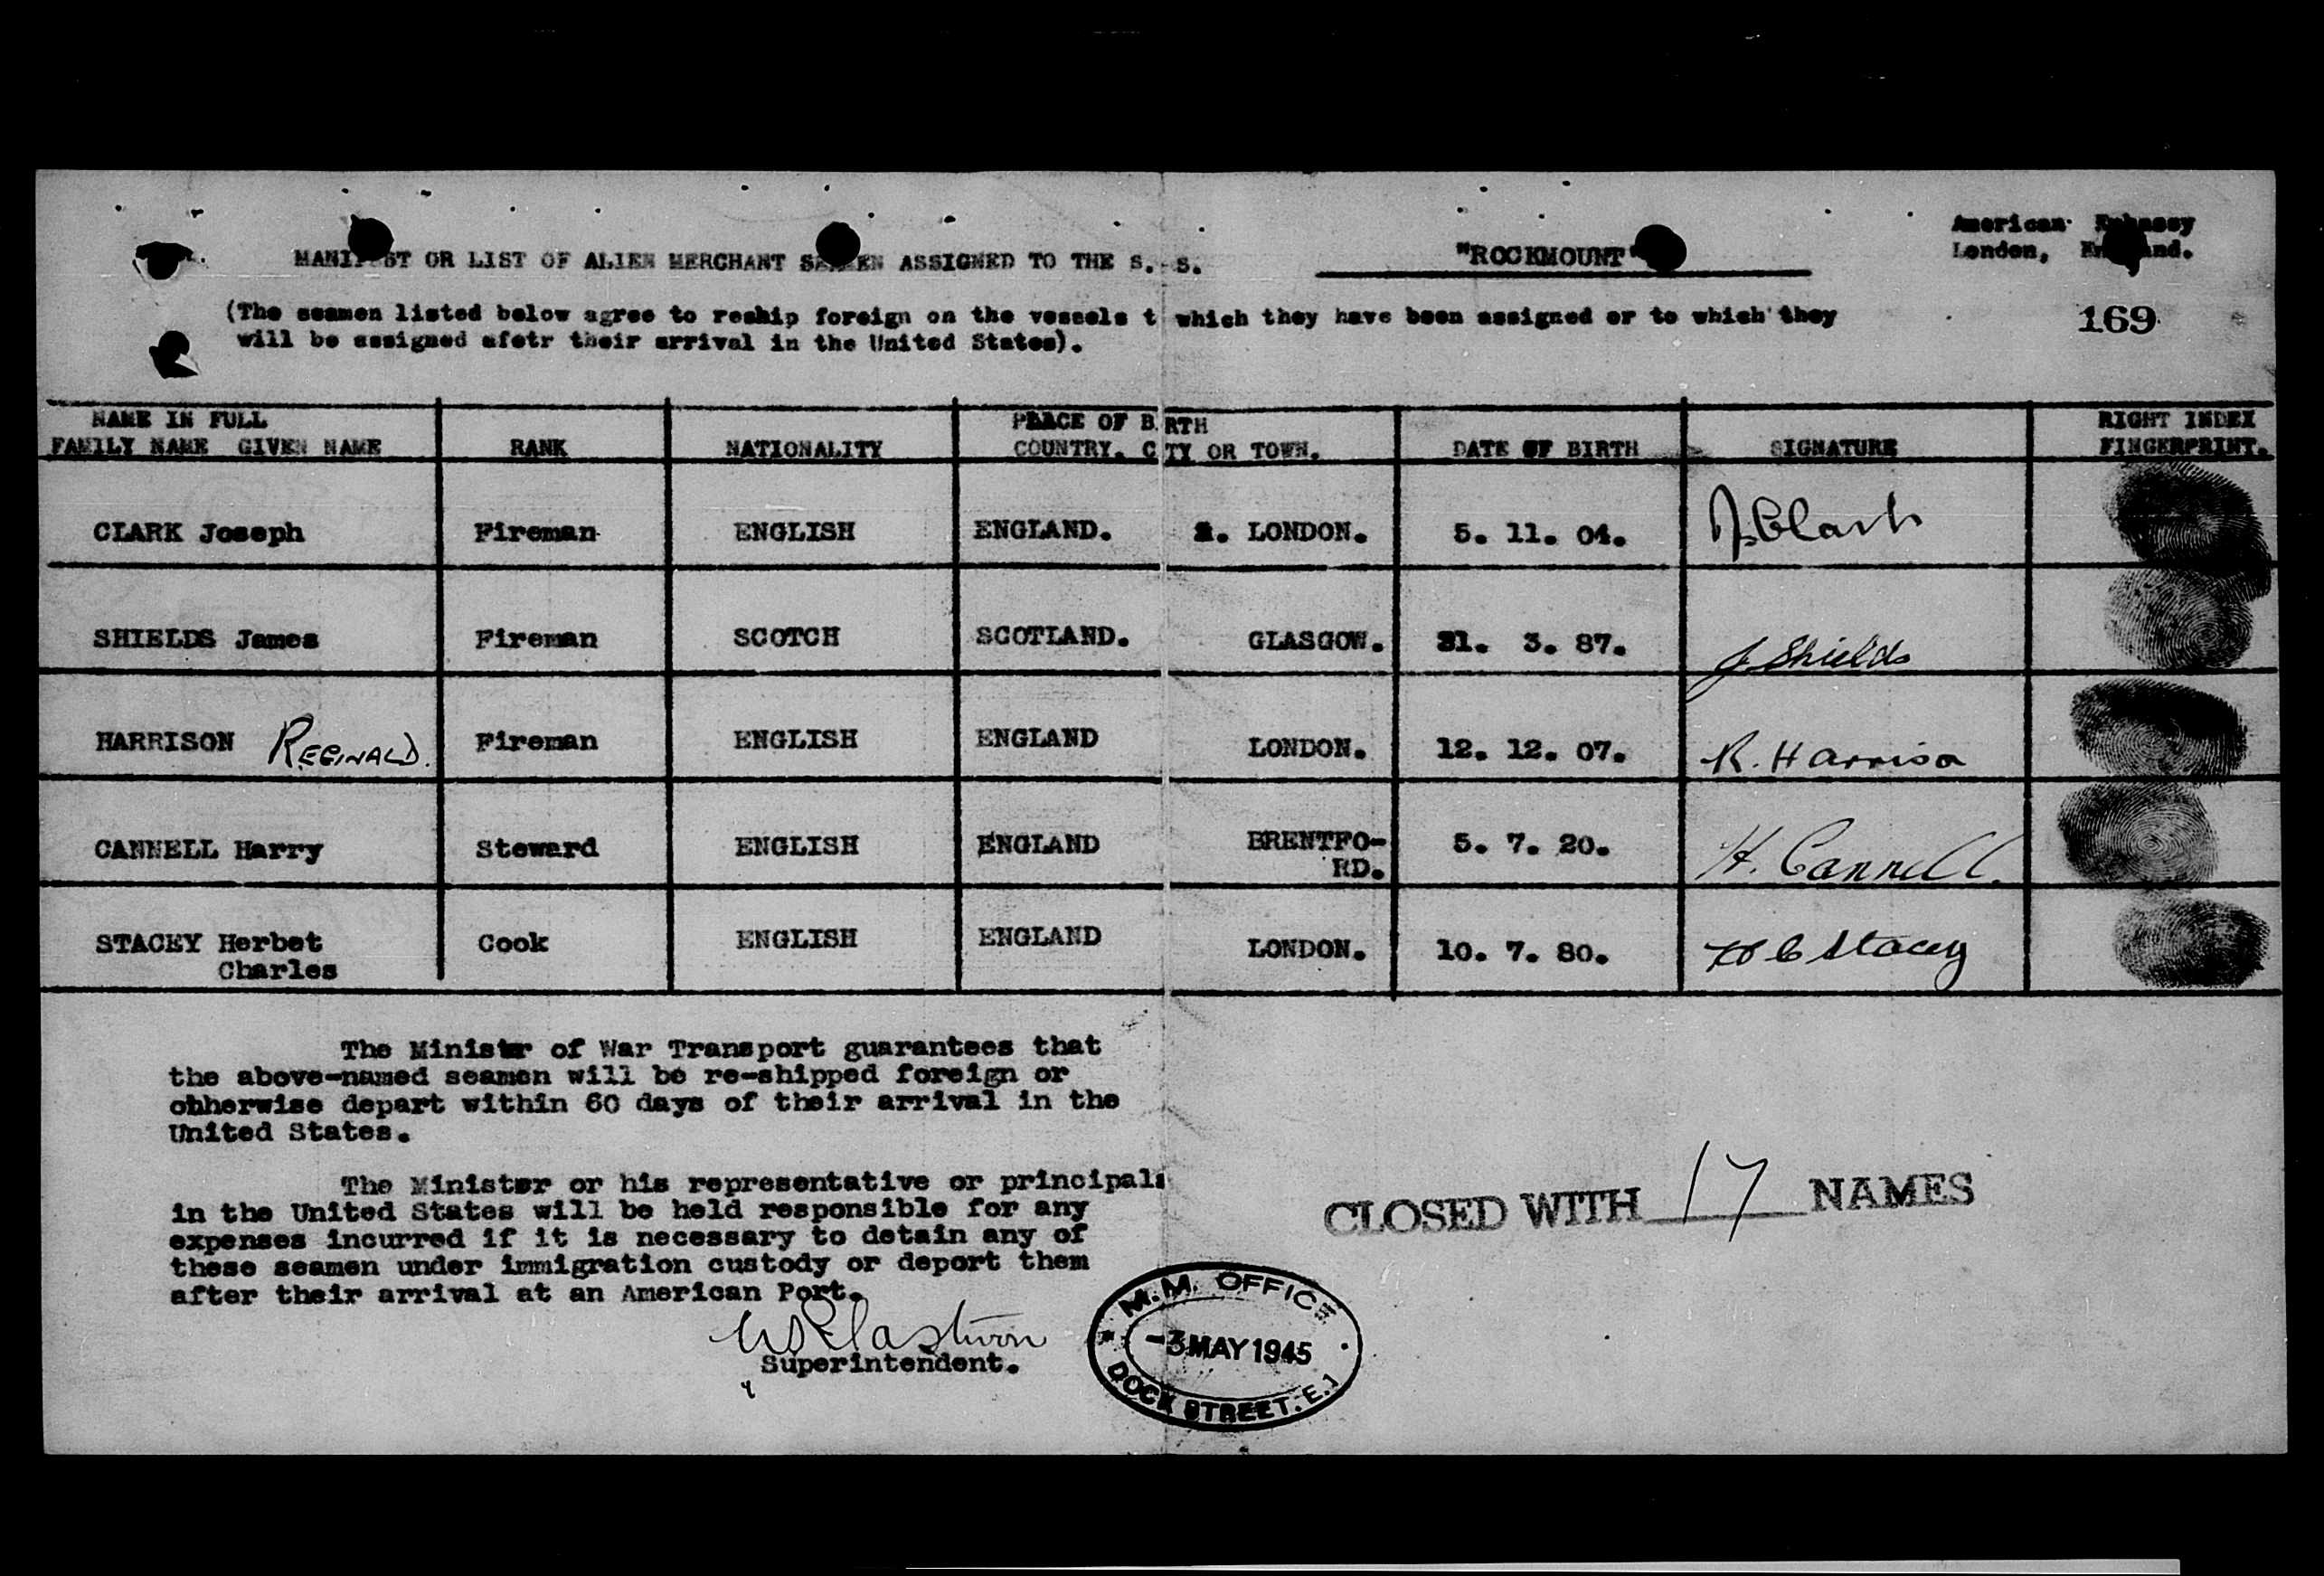 American Embassy
London, England.
MANIFEST OR LIST OF ALIEN MERCHANT SEAMEN ASSIGNED TO THE S. S. "ROCKMOUNT"
169
(The seamen listed below agree to reship foreign on the vessels t which they have been assigned or to which they
will be assigned afetr their arrival in the United States).
NAME IN FULL PLACE OF BIRTH RIGHT INDEX
FAMILY NAME GIVEN NAME RANK NATIONALITY COUNTRY. CITY OR TOWN. DATE OF BIRTH SIGNATURE FINGERPRINT.
CLARK Joseph Fireman ENGLISH ENGLAND. LONDON. 5. 11. 04. J. Clark
SHIELDS James Fireman SCOTCH SCOTLAND. GLASGOW. 31. 3. 87. J. Shields
HARRISON REGINALD. Fireman ENGLISH ENGLAND LONDON. 12. 12. 07. R. Harrison
CANNELL Harry Steward ENGLISH ENGLAND BRENTFO- 5. 7. 20. H. Cannell.
RD.
STACEY Herbet Cook ENGLISH ENGLAND LONDON. 10. 7. 80. H C Stacey
Charles
The Minister of War Transport guarantees that
the above-named seamen will be re-shipped foreign or
ohherwise depart within 60 days of their arrival in the
United States.
The Minister or his representative or principals
in the United States will be held responsible for any
expenses incurred if it is necessary to detain any of
these seamen under immigration custody or deport them
after their arrival at an American Port.
Superintendent.
CLOSED WITH 17 NAMES
M.M. OFFICE
-3 MAY 1945
DOCK STREET. E.1